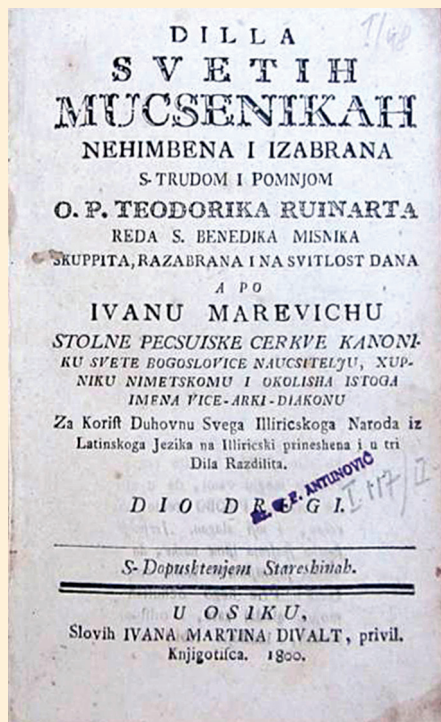 I/48
DILLA
SVETIH
MUCSENIKAH
NEHIMBENA I IZABRANA
S-TRUDOM I POMNJOM
O. P. TEODORIKA RUINARTA
REDA S. BENEDIKA MISNIKA
SKUPPITA, RAZABRANA I NA SVITLOST DANA
A PO
IVANU MAREVICHU
STOLNE PECSUISKE CERKVE KANONI-
KU SVETE BOGOSLOVICE NAUCSITELJU, XUP-
NIKU NIMETSKOMU I OKOLISHA ISTOGA
IMENA VICE-ARKI-DIAKONU
Za Koriſt Duhovnu Svega Illiricskoga Naroda iz
Latinskoga Jezika na Illiricski prineshena i u tri
Dila Razdilita.
DIO DRUGI.
ANTUNOVIĆ
I 117/II
S-Dopusktenjem Stareshinah.
U OSIKU,
Slovih IVANA MARTINA DIVALT, privil.
Knjigotiſca. 1800.